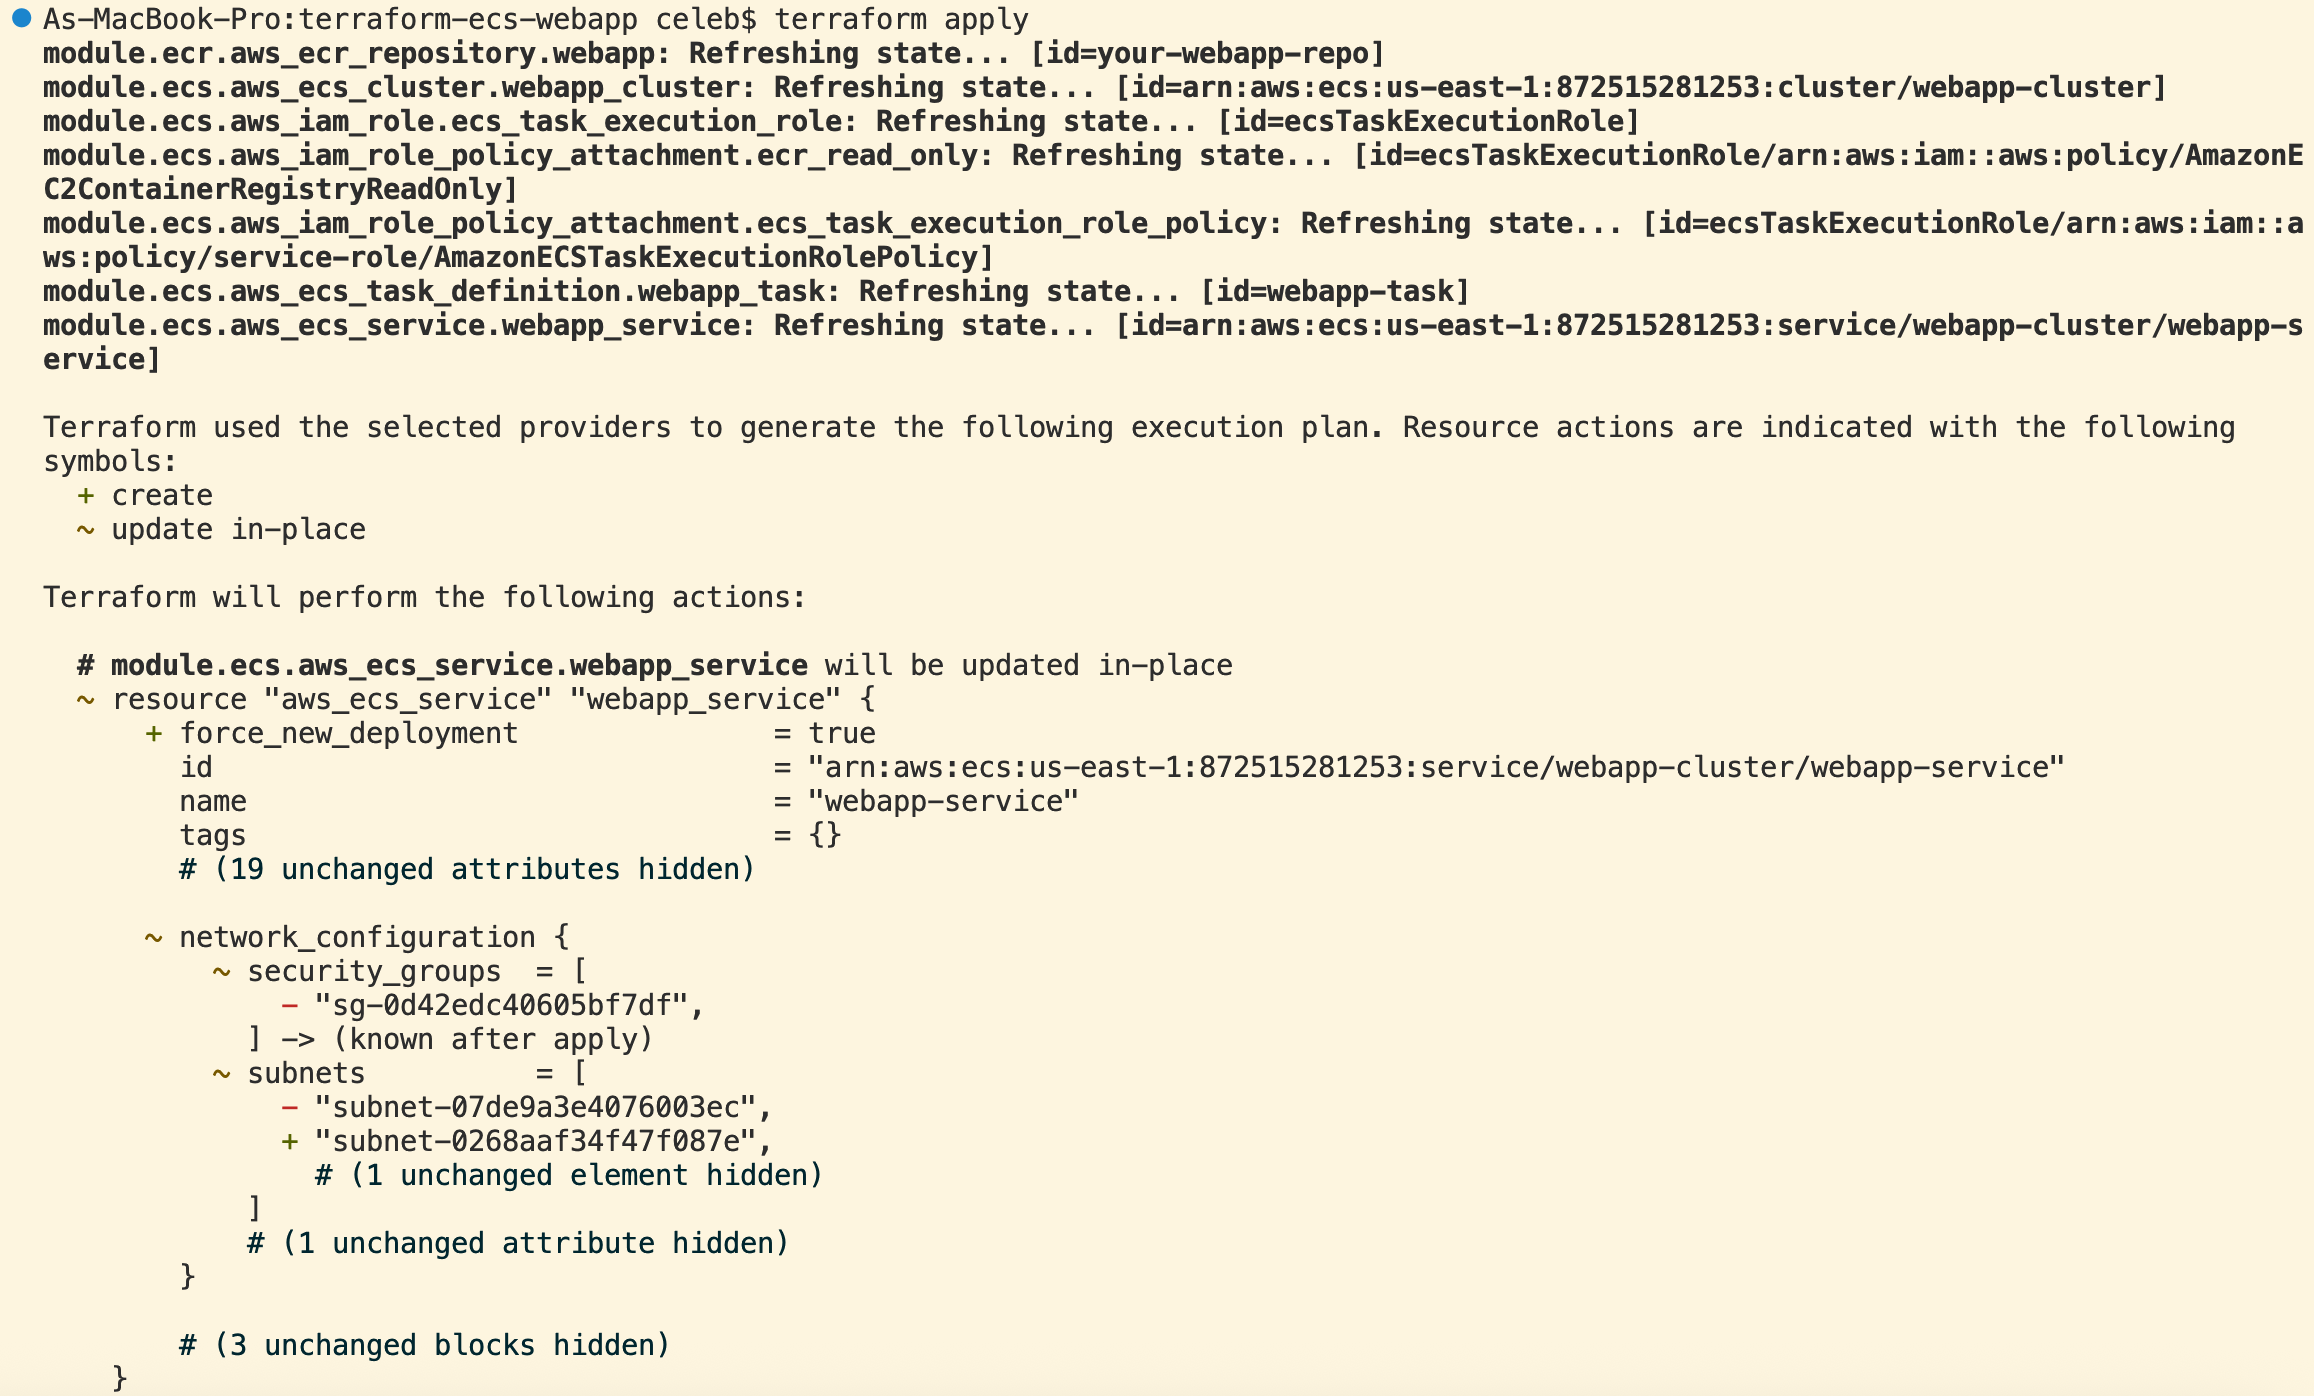 As-MacBook-Pro:terraform-ecs-webapp celeb$ terraform apply
module.ecr.aws_ecr_repository.webapp: Refreshing state... [id=your-webapp-repo]
module.ecs.aws_ecs_cluster.webapp_cluster: Refreshing state... [id=arn:aws:ecs:us-east-1:872515281253:cluster/webapp-cluster]
module.ecs.aws_iam_role.ecs_task_execution_role: Refreshing state... [id=ecsTaskExecutionRole]
module.ecs.aws_iam_role_policy_attachment.ecr_read_only: Refreshing state... [id=ecsTaskExecutionRole/arn:aws:iam::aws:policy/AmazonE
C2ContainerRegistryReadOnly]
module.ecs.aws_iam_role_policy_attachment.ecs_task_execution_role_policy: Refreshing state... [id=ecsTaskExecutionRole/arn:aws:iam::a
ws:policy/service-role/AmazonECSTaskExecutionRolePolicy]
module.ecs.aws_ecs_task_definition.webapp_task: Refreshing state... [id=webapp-task]
module.ecs.aws_ecs_service.webapp_service: Refreshing state... [id=arn:aws:ecs:us-east-1:872515281253:service/webapp-cluster/webapp-s
ervice]

Terraform used the selected providers to generate the following execution plan. Resource actions are indicated with the following
symbols:
  + create
  ~ update in-place

Terraform will perform the following actions:

  # module.ecs.aws_ecs_service.webapp_service will be updated in-place
  ~ resource "aws_ecs_service" "webapp_service" {
      + force_new_deployment               = true
        id                                 = "arn:aws:ecs:us-east-1:872515281253:service/webapp-cluster/webapp-service"
        name                               = "webapp-service"
        tags                               = {}
        # (19 unchanged attributes hidden)

      ~ network_configuration {
          ~ security_groups  = [
              - "sg-0d42edc40605bf7df",
            ] -> (known after apply)
          ~ subnets          = [
              - "subnet-07de9a3e4076003ec",
              + "subnet-0268aaf34f47f087e",
                # (1 unchanged element hidden)
            ]
            # (1 unchanged attribute hidden)
        }

        # (3 unchanged blocks hidden)
    }